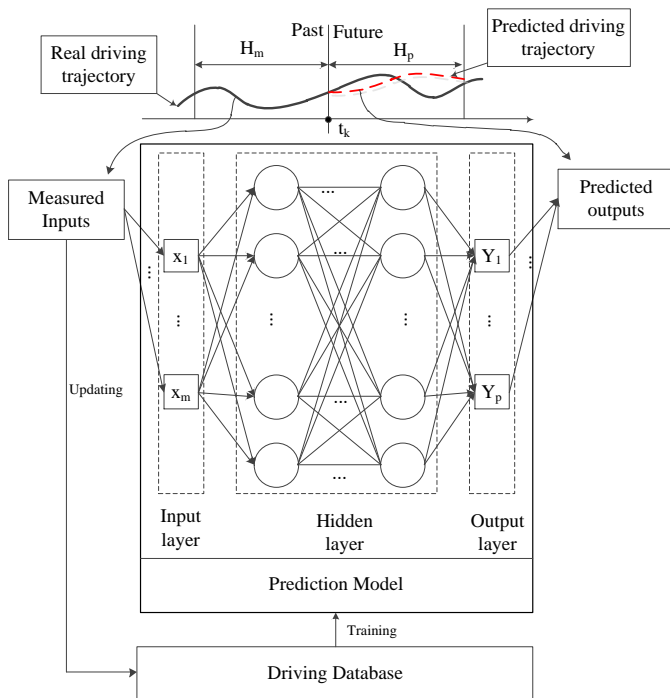 Past
Future
Predicted driving
trajectory
Real driving
trajectory
H_m
H_p
t_k
Measured
Inputs
Predicted
outputs
...
...
x_1
Y_1
...
...
...
...
...
...
...
x_m
Y_p
...
...
Updating
Input
layer
Hidden
layer
Output
layer
Prediction Model
Training
Driving Database